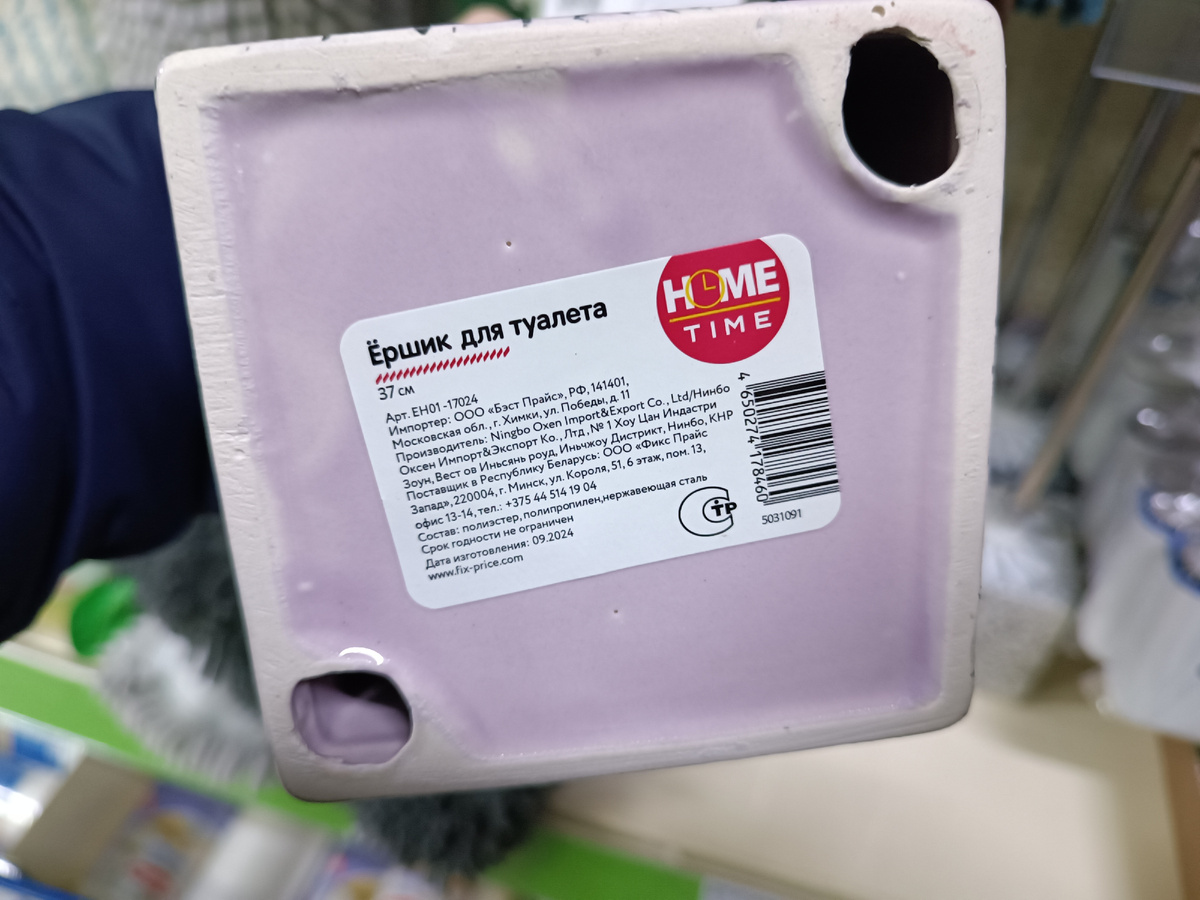 HOME
TIME
Ёршик для туалета
37 см
Арт. EH01-17024
Импортер: ООО «Бэст Прайс», РФ, 141401,
Московская обл., г. Химки, ул. Победы, д. 11
Производитель: Ningbo Oxen Import&Export Co., Ltd/Нинбо
Оксен Импорт&Экспорт Ко., Лтд, № 1 Хоу Цан Индастри
Зоун, Вест ов Иньсянь роуд, Иньчжоу Дистрикт, Нинбо, КНР
Поставщик в Республику Беларусь: ООО «Фикс Прайс
Запад», 220004, г. Минск, ул. Короля, 51, 6 этаж, пом. 13,
офис 13-14, тел.: +375 44 514 19 04
Состав: полиэстер, полипропилен,нержавеющая сталь
Срок годности не ограничен
Дата изготовления: 09.2024
www.fix-price.com
СТР
4 650274 178460
5031091